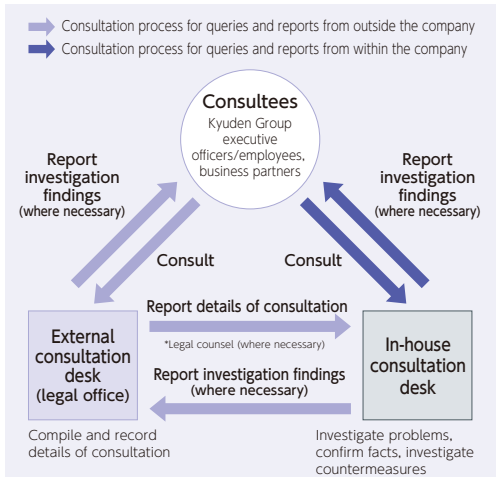 Consultation process for queries and reports from outside the company
Consultation process for queries and reports from within the company
Consultees
Kyuden Group
executive
officers/employees,
business partners
Report
investigation
findings
(where necessary)
Report
investigation
findings
(where necessary)
Consult
Consult
Report details of consultation
*Legal counsel (where necessary)
Report investigation findings
(where necessary)
External
consultation
desk
(legal office)
In-house
consultation
desk
Compile and record
details of consultation
Investigate problems,
confirm facts, investigate
countermeasures